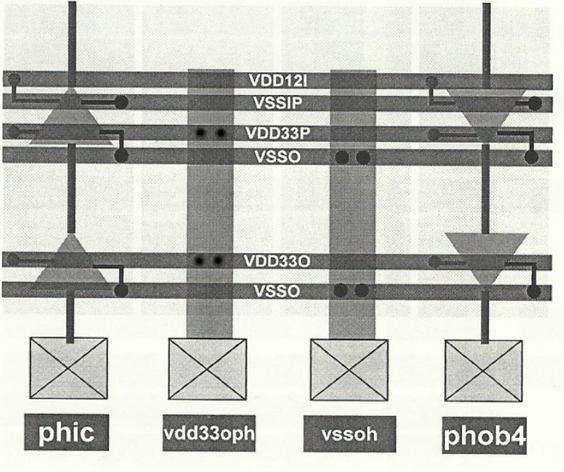 VDD12I
VSSIP
VDD33P
VSSO
VDD33O
VSSO
phic
vdd33oph
vssoh
phob4